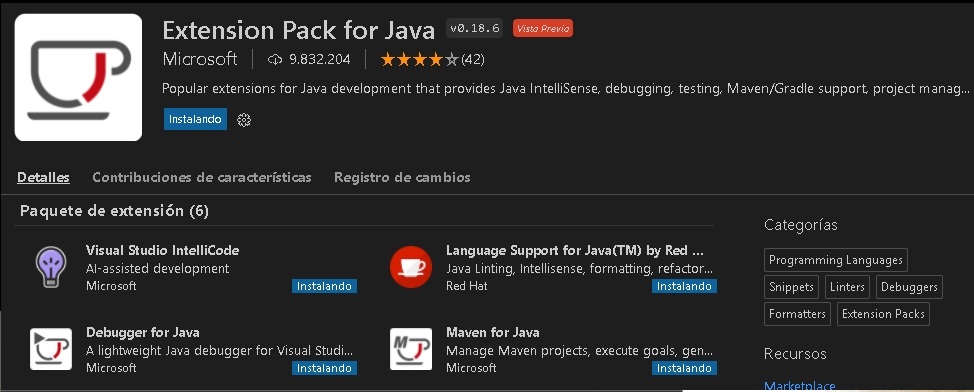 Extension Pack for Java v0.18.6 Vista Previa
Microsoft 9.832.204 (42)
Popular extensions for Java development that provides Java IntelliSense, debugging, testing, Maven/Gradle support, project manag...
Instalando
Detalles Contribuciones de características Registro de cambios
Paquete de extensión (6)
Visual Studio IntelliCode
AI-assisted development
Microsoft Instalando
Language Support for Java(TM) by Red ...
Java Linting, Intellisense, formatting, refactor...
Red Hat Instalando
Debugger for Java
A lightweight Java debugger for Visual Studi...
Microsoft Instalando
Maven for Java
Manage Maven projects, execute goals, gen...
Microsoft Instalando
Categorías
Programming Languages
Snippets Linters Debuggers
Formatters Extension Packs
Recursos
Marketplace